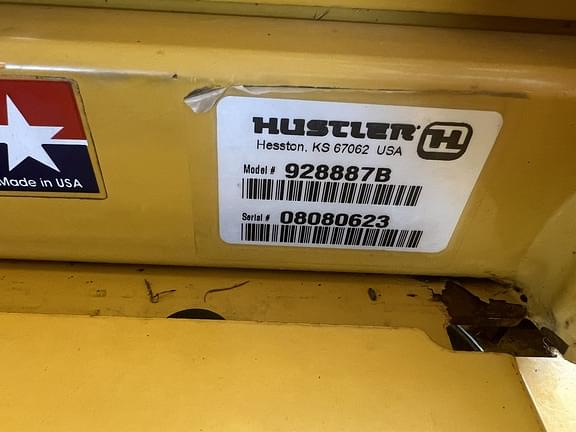 HUSTLER H
Hesston, KS 67062 USA
Model # 928887B
Serial # 08080623
Made in USA